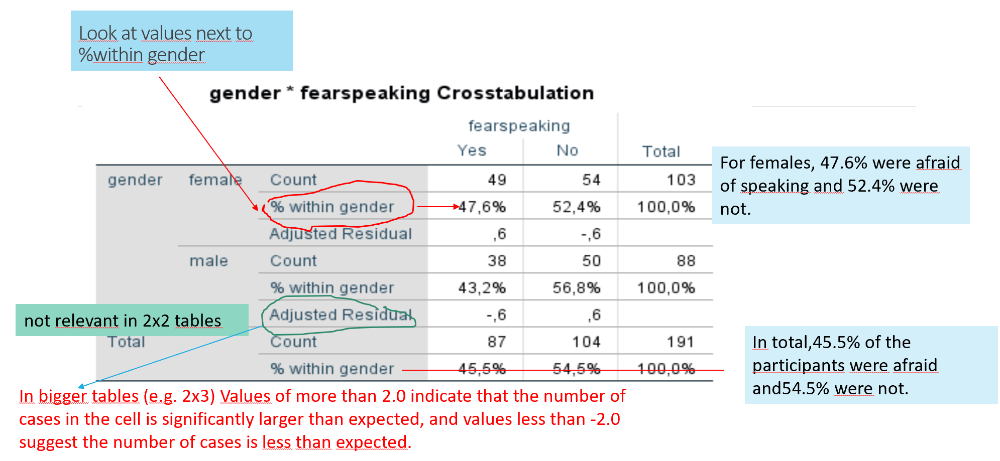 Look at values next to
%within gender
gender * fearspeaking Crosstabulation
fearspeaking
Yes No Total
gender female Count 49 54 103
% within gender 47,6% 52,4% 100,0%
Adjusted Residual ,6 -,6
male Count 38 50 88
% within gender 43,2% 56,8% 100,0%
Adjusted Residual -,6 ,6
Total Count 87 104 191
% within gender 45,5% 54,5% 100,0%
For females, 47.6% were afraid
of speaking and 52.4% were
not.
not relevant in 2x2 tables
In total,45.5% of the
participants were afraid
and54.5% were not.
In bigger tables (e.g. 2x3) Values of more than 2.0 indicate that the number of
cases in the cell is significantly larger than expected, and values less than -2.0
suggest the number of cases is less than expected.